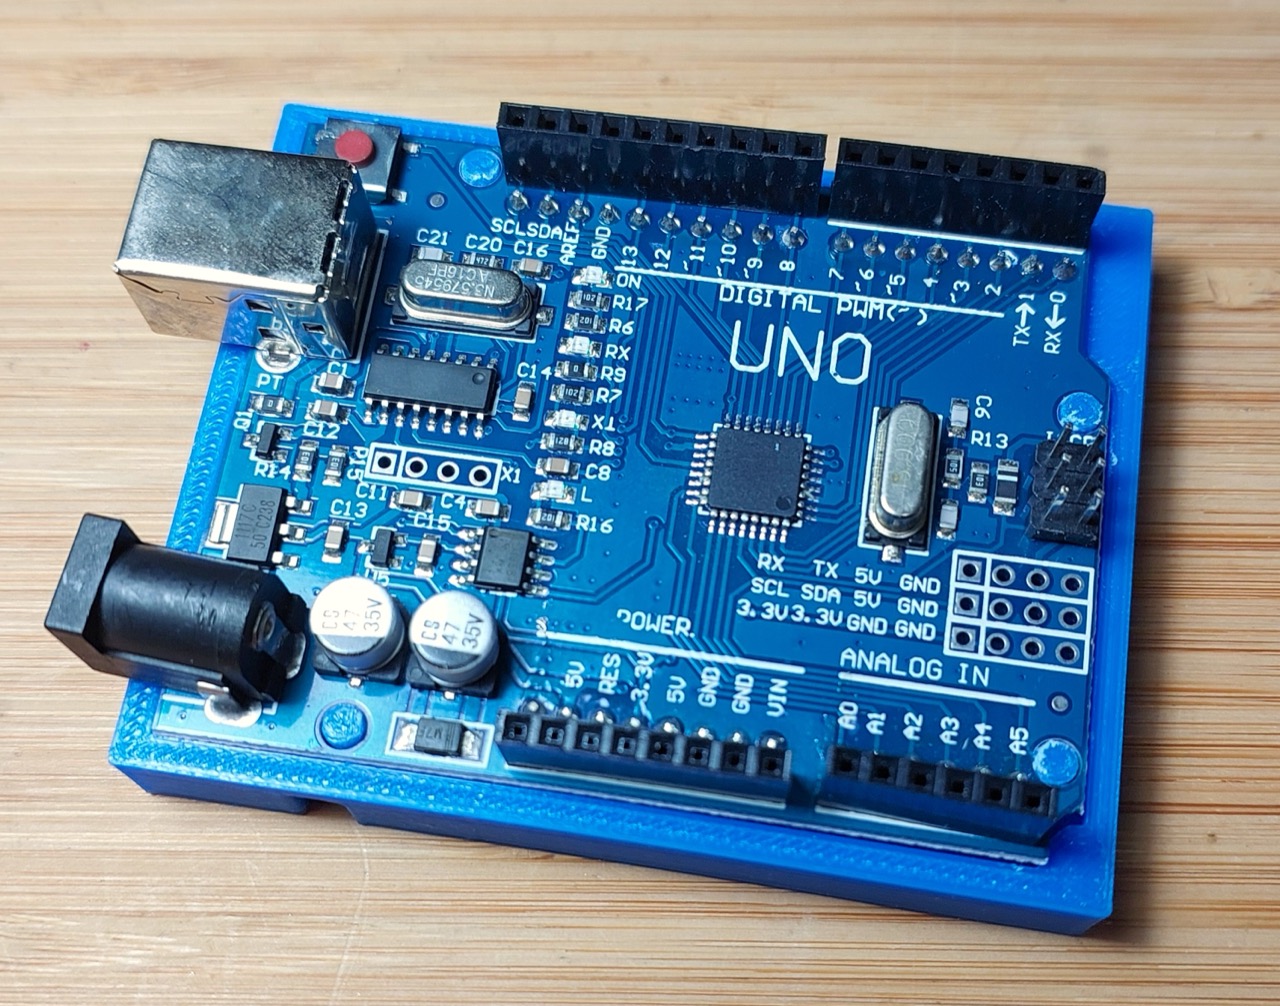 SCL
SDA
AREF
GND
13
12
~11
~10
~9
8
7
~6
~5
4
~3
2
TX→1
RX←0
DIGITAL PWM(~)
UNO
C21
C20
C16
N3.579545
AC16PE
ON
R17
R6
RX
R9
R7
R8
C8
L
R16
PT
C1
C14
Q1
C12
R14
X1
C11
C4
C13
C15
C6
R13
RX TX 5V GND
SCL SDA 5V GND
3.3V 3.3V GND GND
CS
47
35V
CS
47
35V
POWER
5V
RES
3.3V
5V
GND
GND
VIN
ANALOG IN
A0
A1
A2
A3
A4
A5